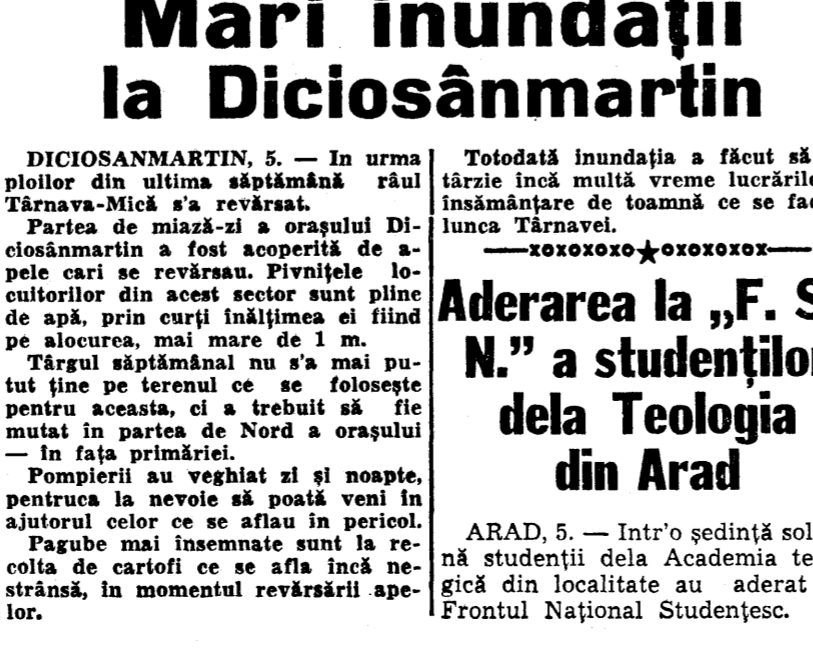 Mari inundații
la Diciosânmartin
DICIOSANMARTIN, 5. — In urma
ploilor din ultima săptămână râul
Târnava-Mică s'a revărsat.
Partea de miază-zi a orașului Di-
ciosânmartin a fost acoperită de a-
pele cari se revărsau. Pivnițele lo-
cuitorilor din acest sector sunt pline
de apă, prin curți înălțimea ei fiind
pe alocurea, mai mare de 1 m.
Târgul săptămânal nu s'a mai pu-
tut ține pe terenul ce se folosește
pentru aceasta, ci a trebuit să fie
mutat în partea de Nord a orașului
— în fața primăriei.
Pompierii au veghiat zi și noapte,
pentruca la nevoie să poată veni în
ajutorul celor ce se aflau în pericol.
Pagube mai însemnate sunt la re-
colta de cartofi ce se afla încă ne-
strânsă, în momentul revărsării ape-
lor.
Totodată inundația a făcut să
târzie încă multă vreme lucrăril
însămânțare de toamnă ce se fa
lunca Târnavei.
xoxoxoxo★oxoxoxox
Aderarea la „F. S
N.” a studențilo
dela Teologia
din Arad
ARAD, 5. — Intr'o ședință sol
nă studenții dela Academia te
gică din localitate au aderat
Frontul Național Studențesc.